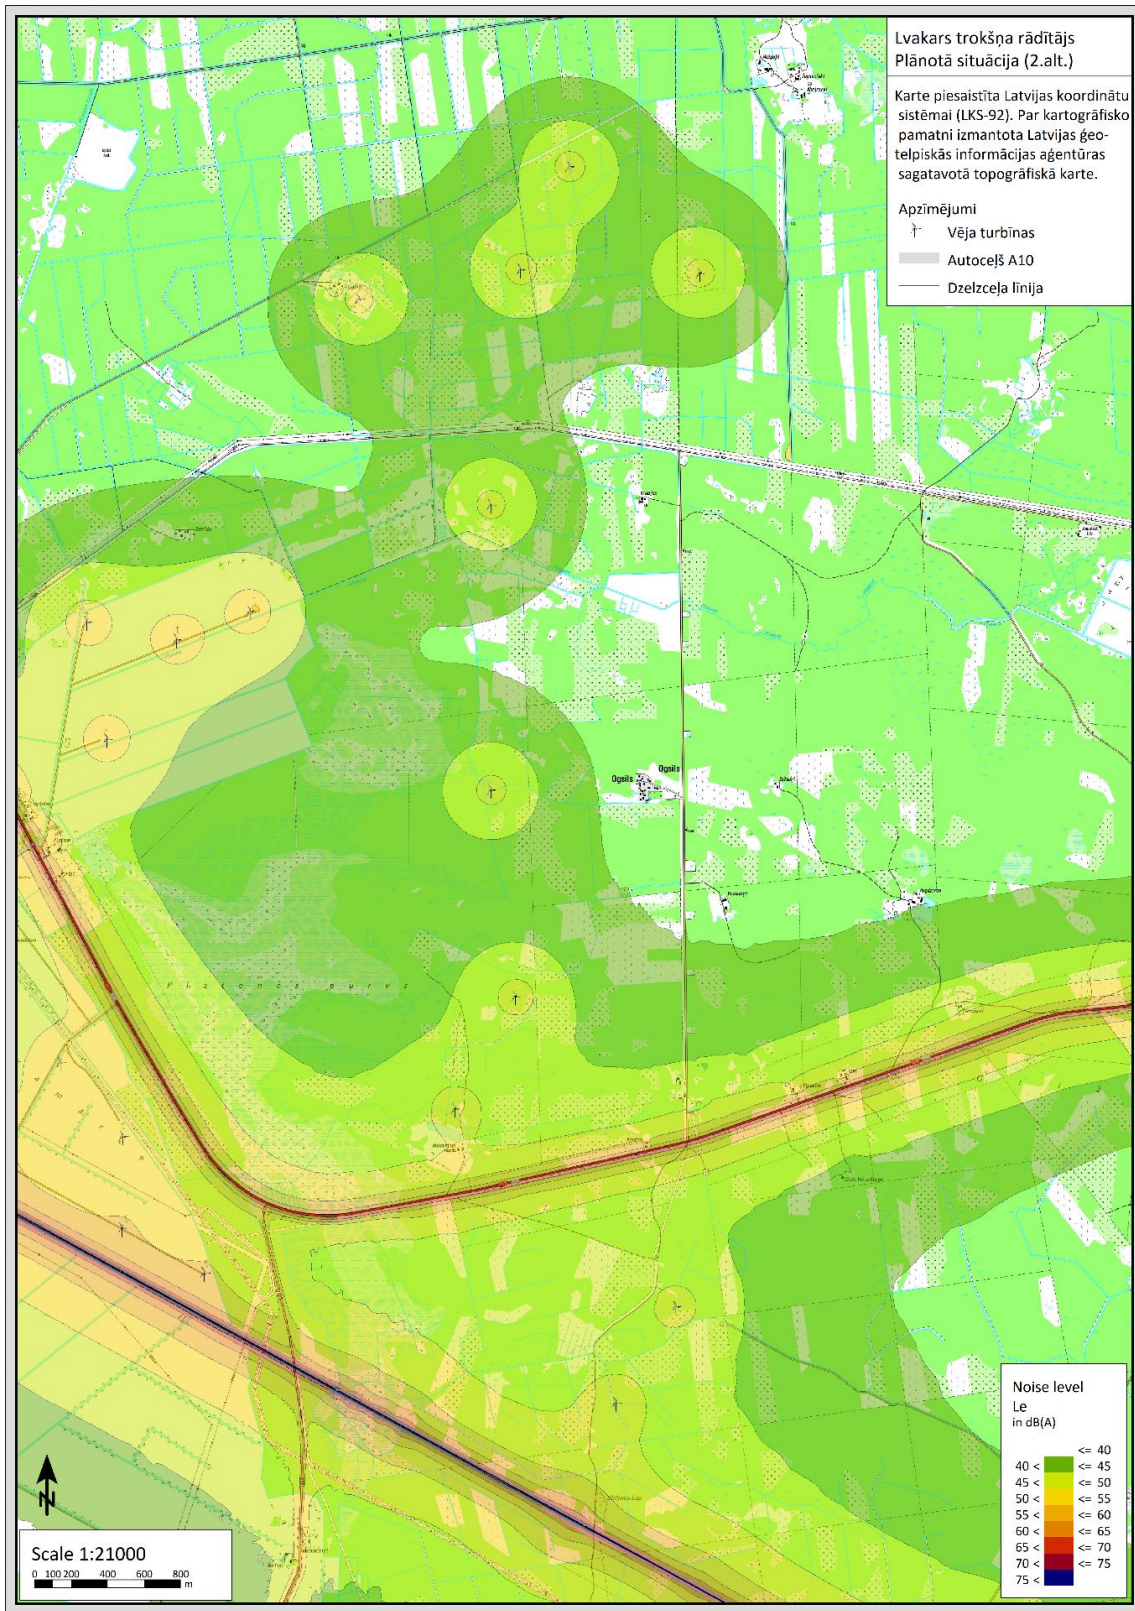 Lvakars trokšņa rādītājs
Plānotā situācija (2.alt.)
Karte piesaistīta Latvijas koordinātu
sistēmai (LKS-92). Par kartogrāfisko
pamatni izmantota Latvijas ģeo-
telpiskās informācijas aģentūras
sagatavotā topogrāfiskā karte.
Apzīmējumi
Vēja turbīnas
Autoceļš A10
Dzelzceļa līnija
Ogsils
Ogsils
purvs
Noise level
Le
in dB(A)
<= 40
40 < <= 45
45 < <= 50
50 < <= 55
55 < <= 60
60 < <= 65
65 < <= 70
70 < <= 75
75 <
N
Scale 1:21000
0 100 200 400 600 800
m